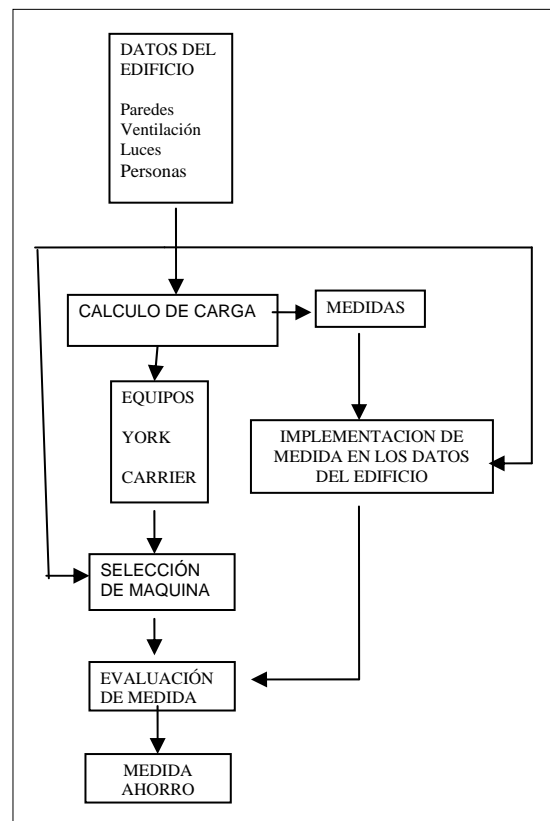 DATOS DEL
EDIFICIO
Paredes
Ventilación
Luces
Personas
CALCULO DE CARGA
MEDIDAS
EQUIPOS
YORK
CARRIER
IMPLEMENTACION DE
MEDIDA EN LOS DATOS
DEL EDIFICIO
SELECCIÓN
DE MAQUINA
EVALUACIÓN
DE MEDIDA
MEDIDA
AHORRO